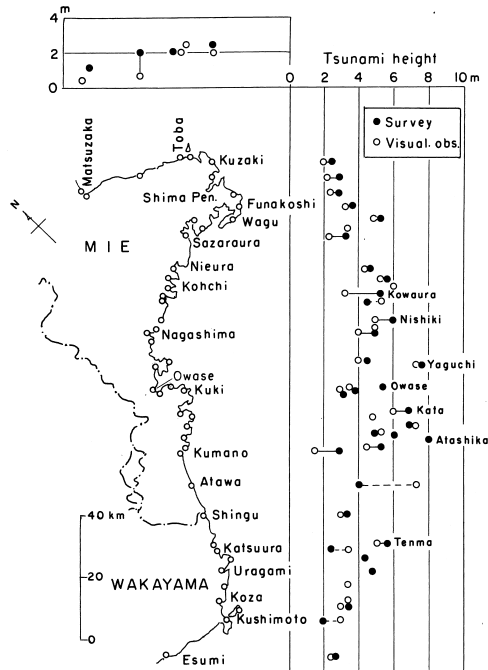 m
4
2
0
Tsunami height
0 2 4 6 8 10 m
● Survey
○ Visual. obs.
Matsuzaka
Toba
Kuzaki
Shima Pen.
Funakoshi
Wagu
N
MIE
Sazaraura
Nieura
Kohchi
Kowaura
Nishiki
Nagashima
Yaguchi
Owase
Owase
Kuki
Kata
Atashika
Kumano
Atawa
40 km
Shingu
Katsuura
Tenma
20
Uragami
WAKAYAMA
Koza
Kushimoto
0
Esumi